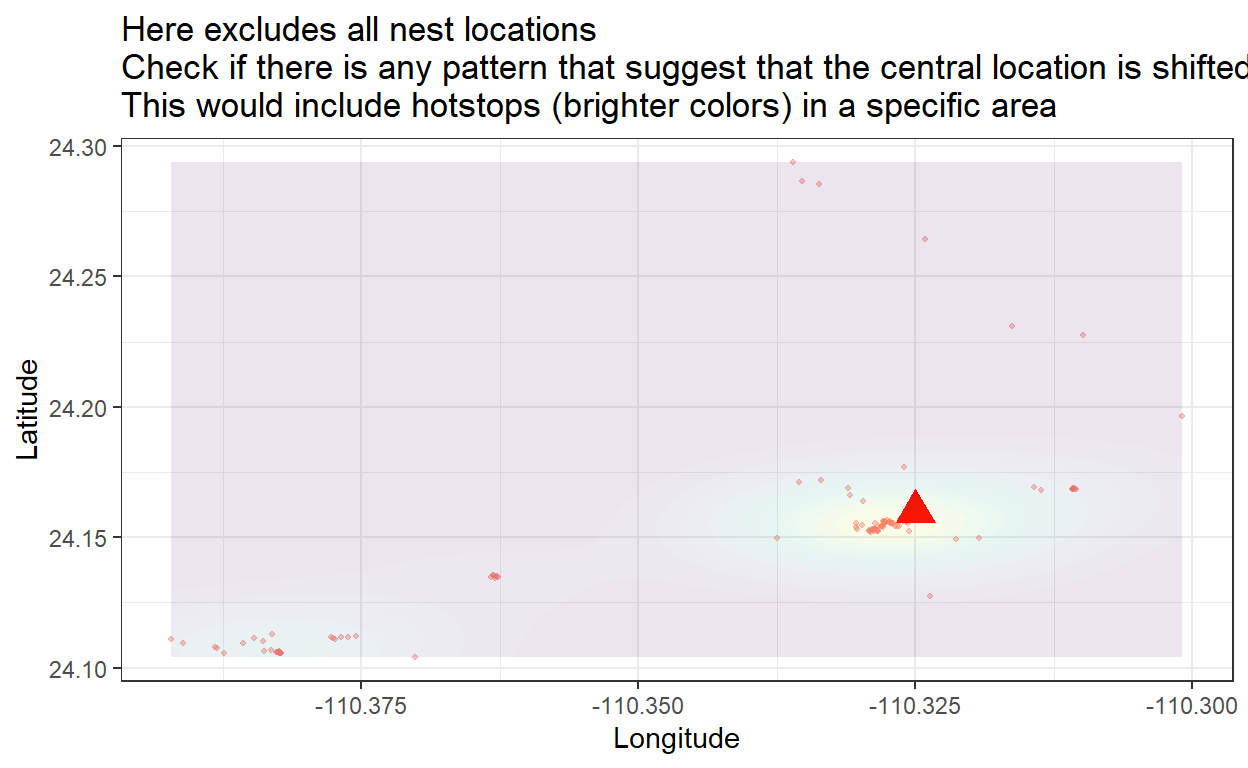 Here excludes all nest locations
Check if there is any pattern that suggest that the central location is shifted
This would include hotstops (brighter colors) in a specific area
24.30
24.25
24.20
24.15
24.10
Latitude
-110.375
-110.350
-110.325
-110.300
Longitude